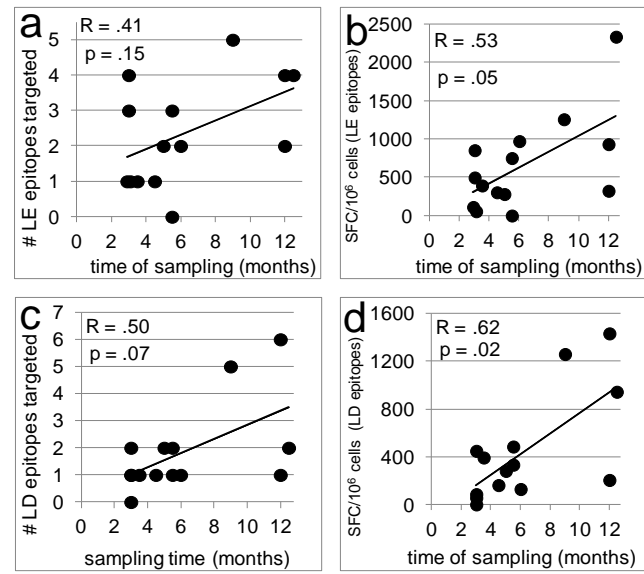 a
R = .41
p = .15
# LE epitopes targeted
5
4
3
2
1
0
0 2 4 6 8 10 12
time of sampling (months)
b
R = .53
p = .05
SFC/10⁶ cells (LE epitopes)
2500
2000
1500
1000
500
0
0 2 4 6 8 10 12
time of sampling (months)
c
R = .50
p = .07
# LD epitopes targeted
7
6
5
4
3
2
1
0
0 2 4 6 8 10 12
sampling time (months)
d
R = .62
p = .02
SFC/10⁶ cells (LD epitopes)
1600
1200
800
400
0
0 2 4 6 8 10 12
time of sampling (months)